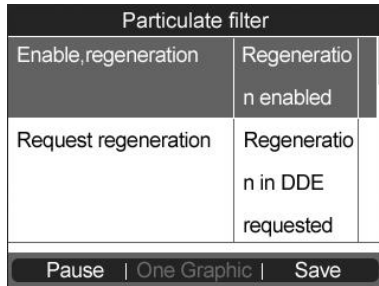 Particulate filter
Enable,regeneration Regeneratio
n enabled
Request regeneration Regeneratio
n in DDE
requested
Pause | One Graphic | Save